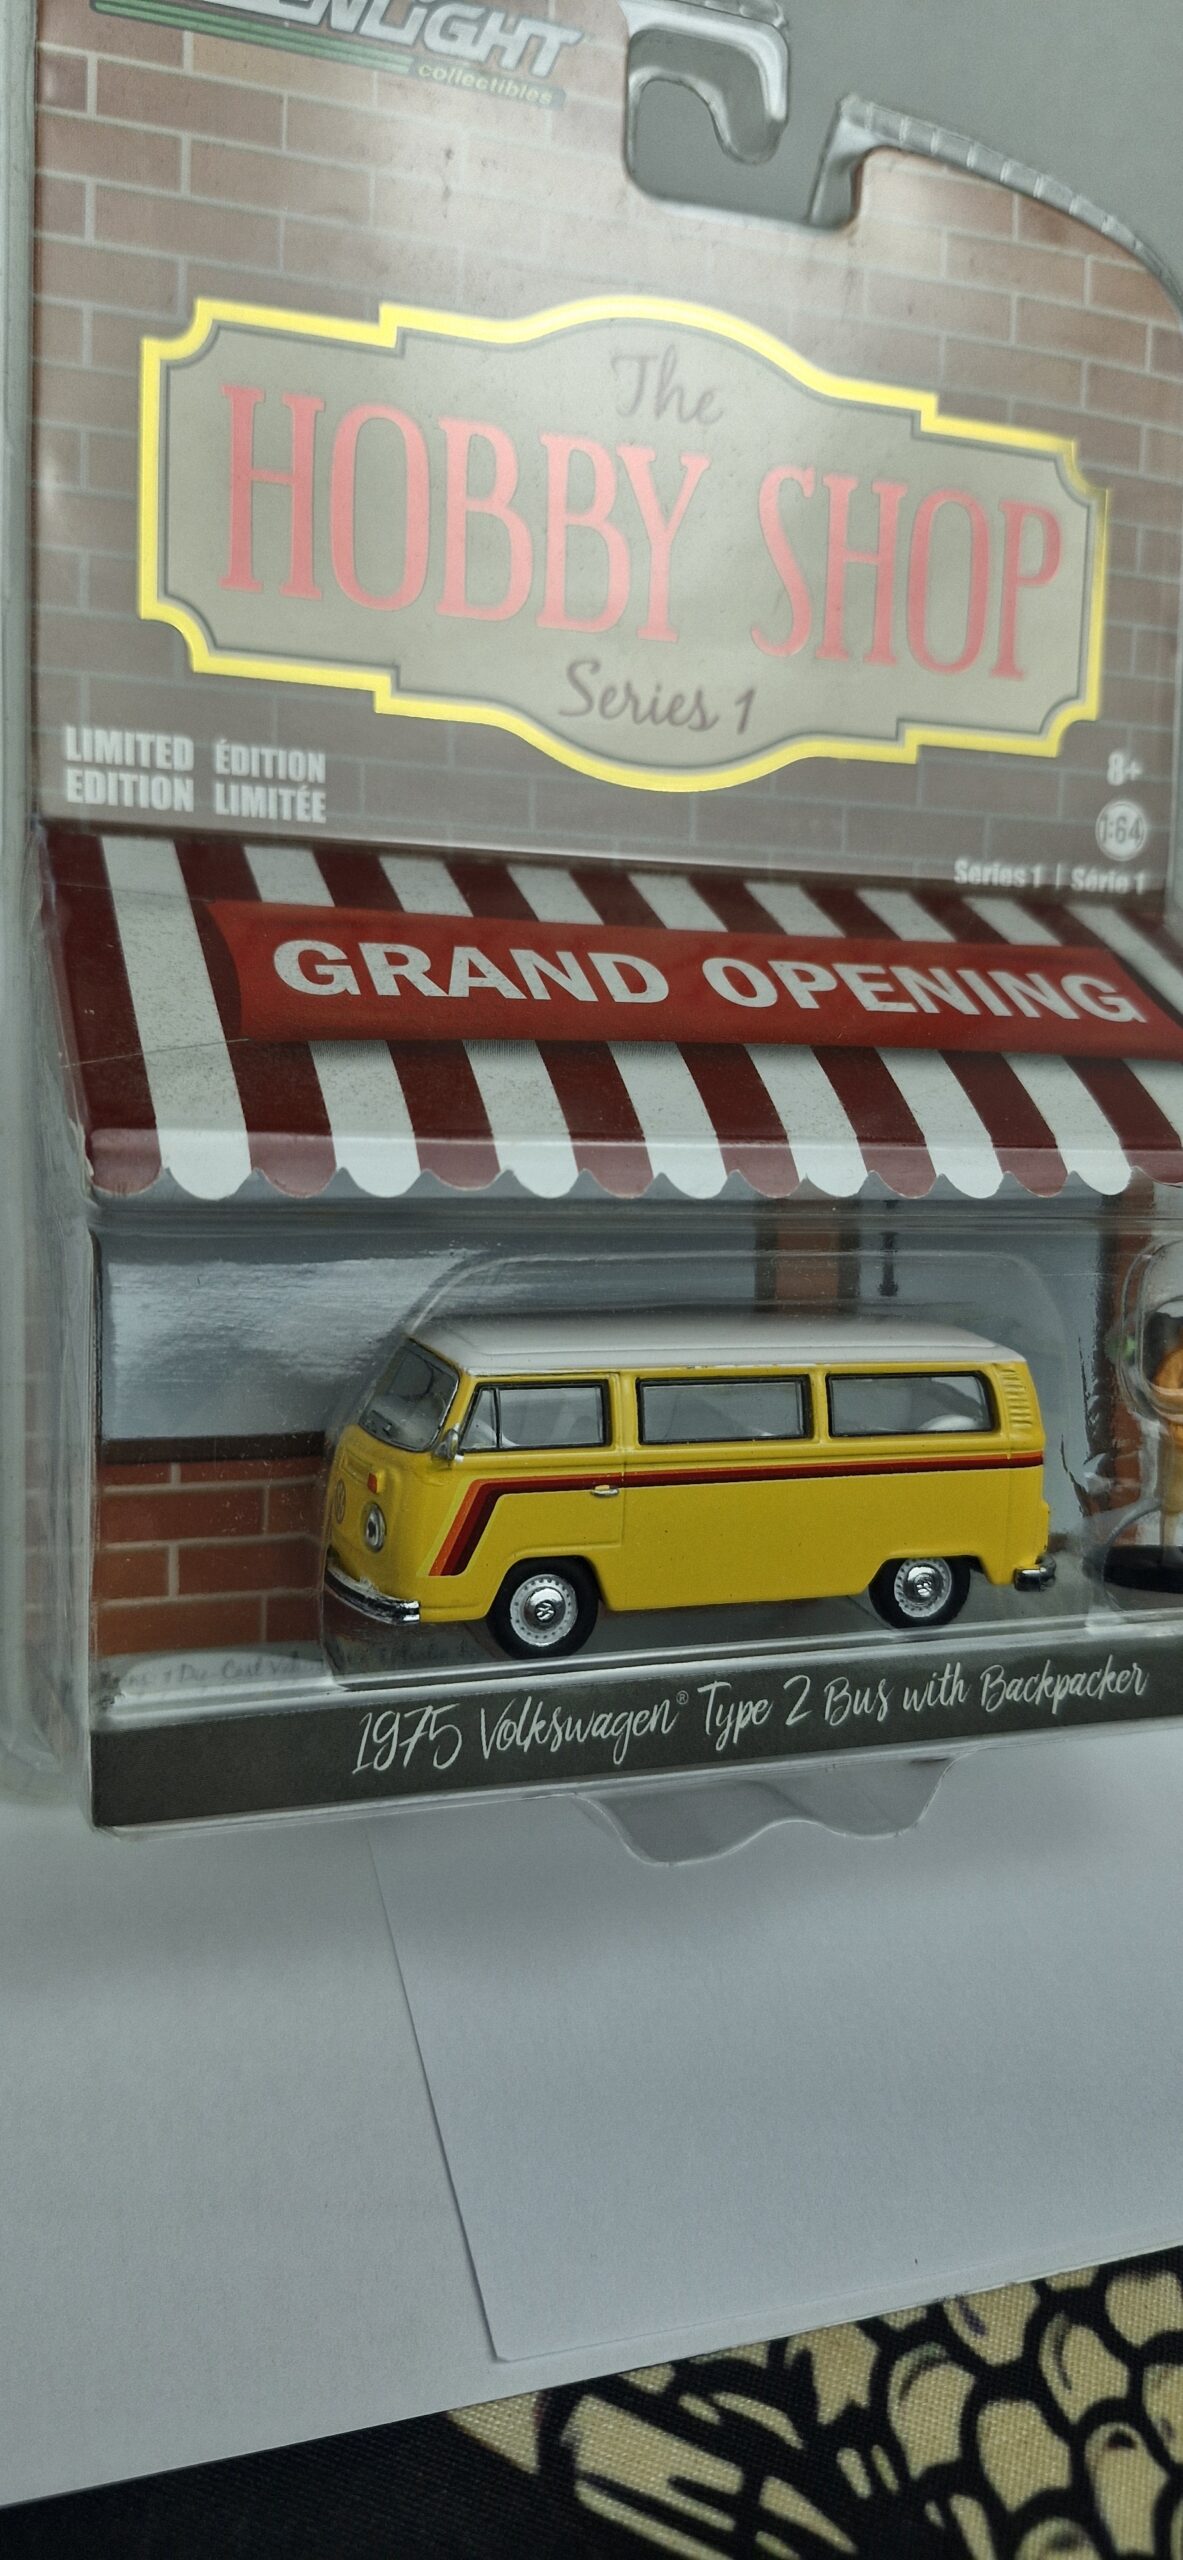 collectibles
The
HOBBY SHOP
Series 1
LIMITED EDITION
ÉDITION LIMITÉE
8+
1:64
Series 1 | Série 1
GRAND OPENING
1975 Volkswagen® Type 2 Bus with Backpacker